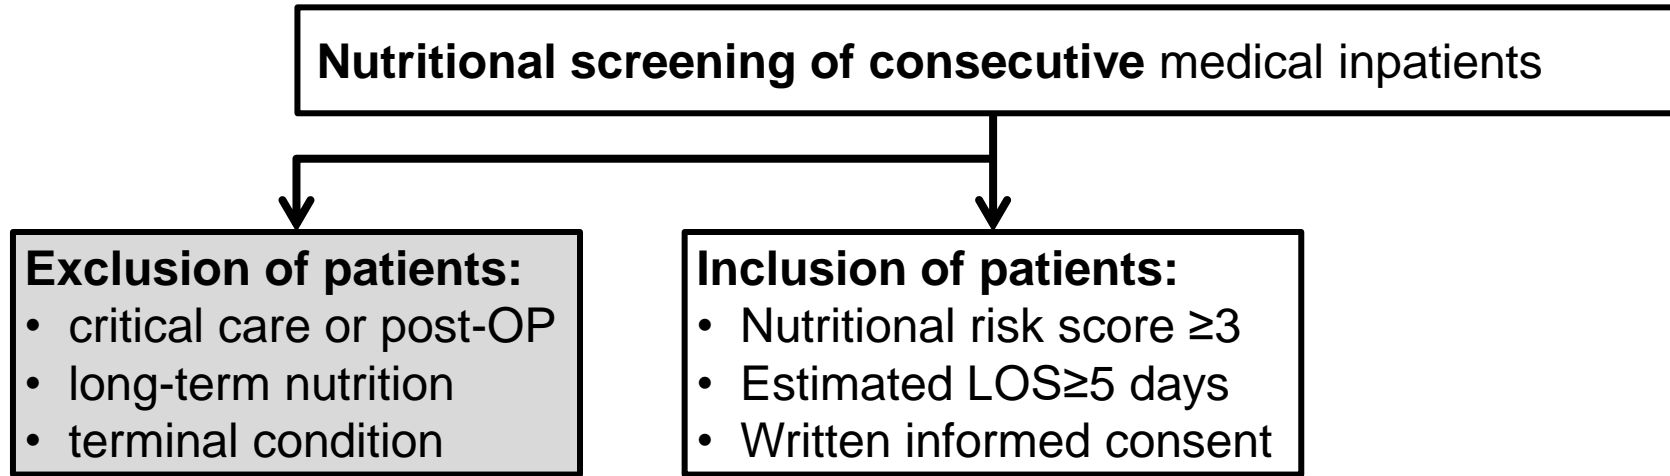 Nutritional screening of consecutive medical inpatients
Exclusion of patients:
• critical care or post-OP
• long-term nutrition
• terminal condition
Inclusion of patients:
• Nutritional risk score ≥3
• Estimated LOS≥5 days
• Written informed consent